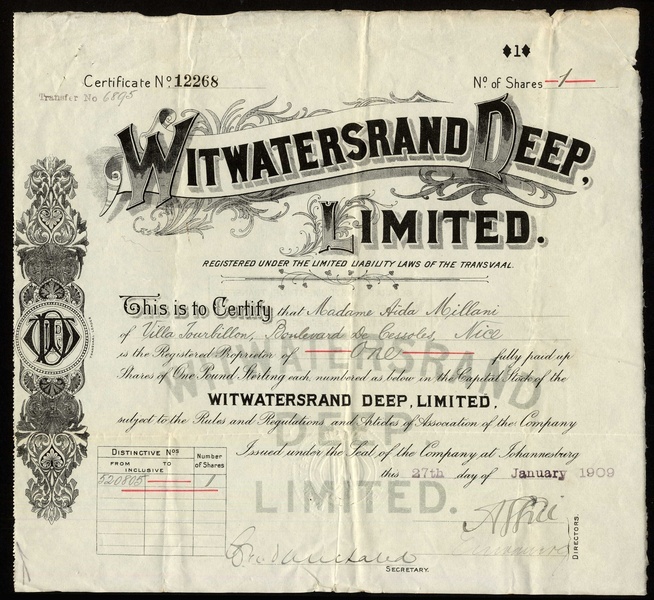 1
Certificate No. 12268
No. of Shares 1
Transfer No 6895
WITWATERSRAND DEEP,
LIMITED.
REGISTERED UNDER THE LIMITED LIABILITY LAWS OF THE TRANSVAAL.
This is to Certify that Madame Aida Millani
of Villa Tourbillon, Boulevard De Cessoles, Nice
is the Registered Proprietor of One fully paid up
Shares of One Pound Sterling each numbered as below in the Capital Stock of the
WITWATERSRAND DEEP, LIMITED,
subject to the Rules and Regulations and Articles of Association of the Company
Issued under the Seal of the Company at Johannesburg
this 27th day of January 1909
DISTINCTIVE Nos
Number of Shares
FROM TO
INCLUSIVE
520805 1
WITWATERSRAND
DEEP
LIMITED.
DIRECTORS.
SECRETARY.